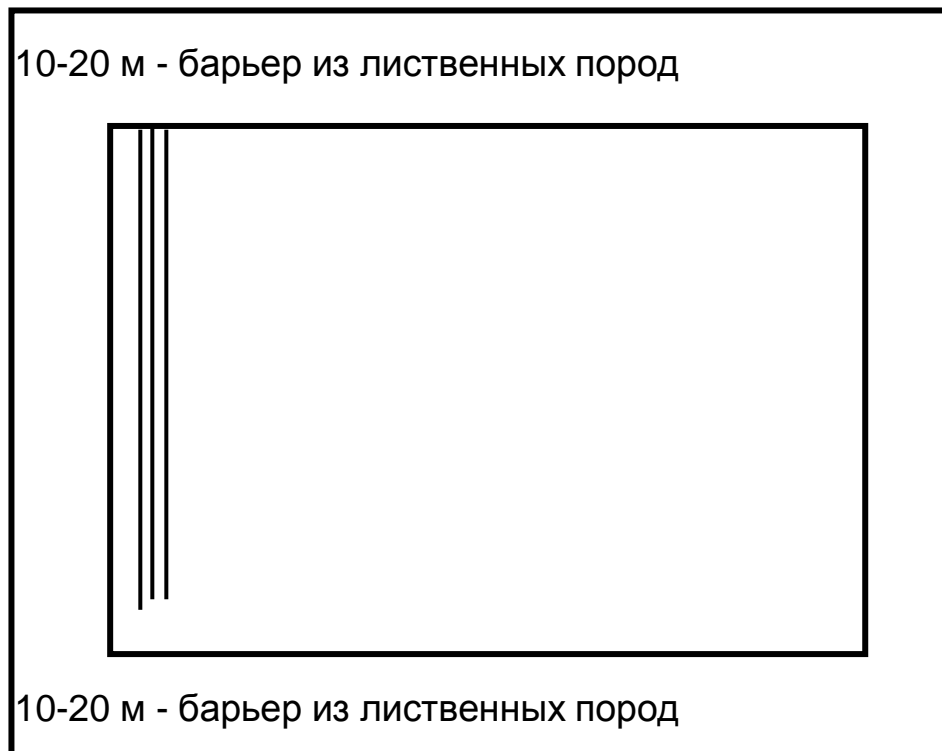 10-20 м - барьер из лиственных пород
10-20 м - барьер из лиственных пород